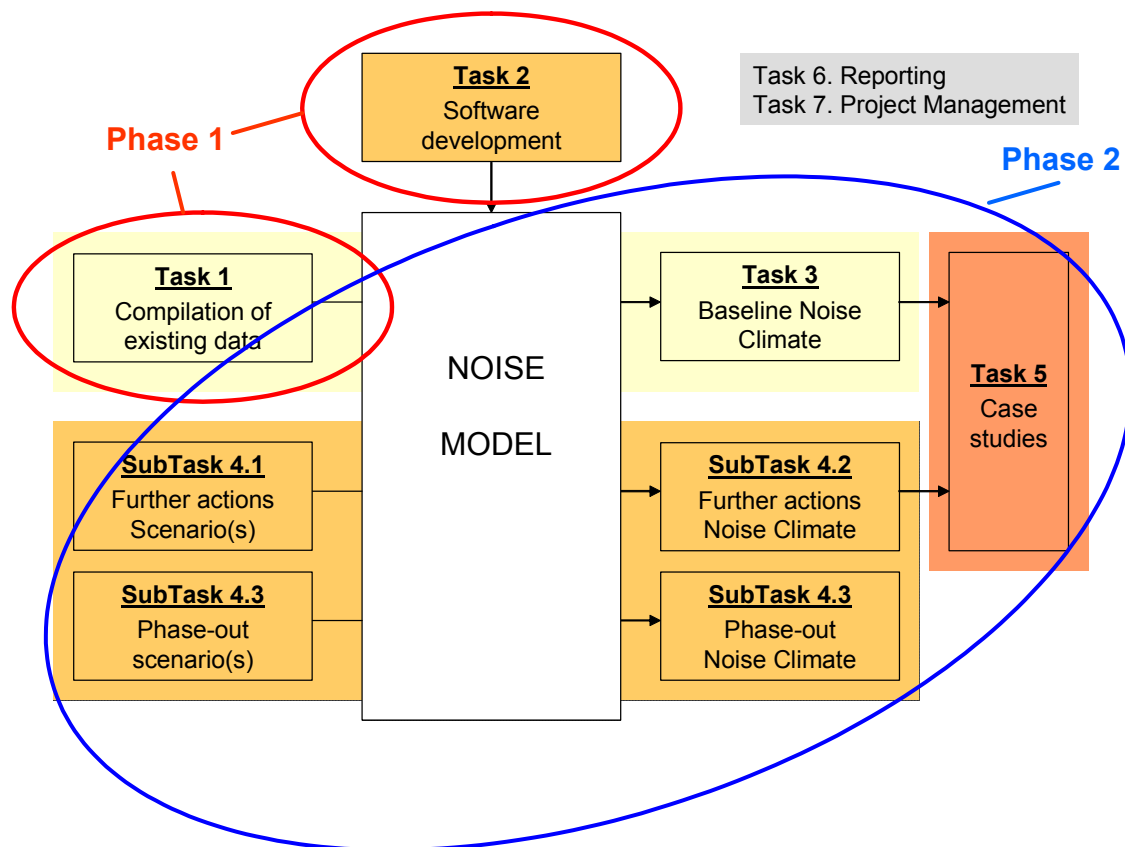 Task 2
Software
development
Task 6. Reporting
Task 7. Project Management
Phase 1
Phase 2
Task 1
Compilation of
existing data
NOISE
MODEL
Task 3
Baseline Noise
Climate
Task 5
Case
studies
SubTask 4.1
Further actions
Scenario(s)
SubTask 4.2
Further actions
Noise Climate
SubTask 4.3
Phase-out
scenario(s)
SubTask 4.3
Phase-out
Noise Climate